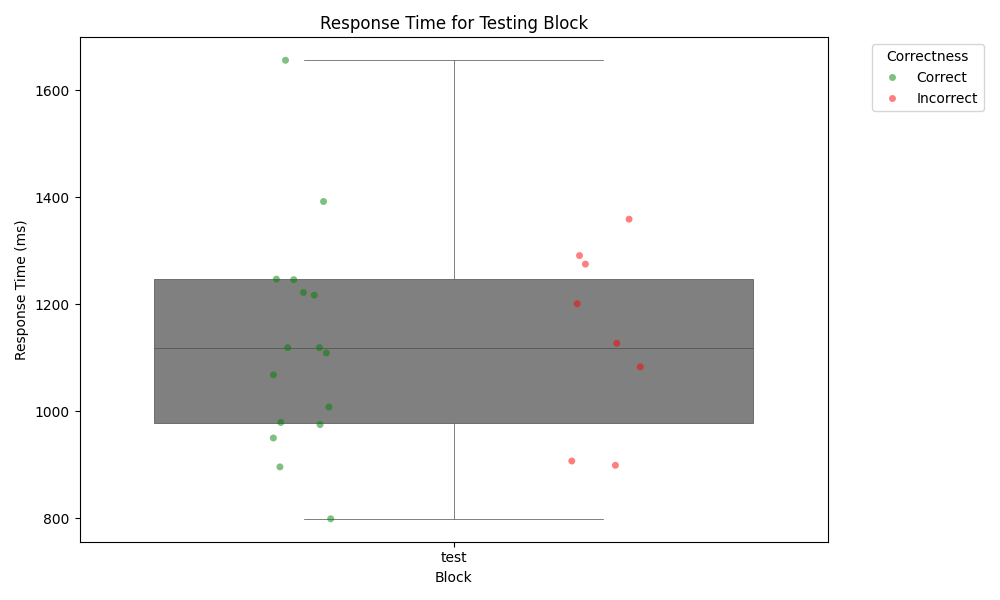 Response Time for Testing Block
Correctness
Correct
Incorrect
Response Time (ms)
1600
1400
1200
1000
800
test
Block